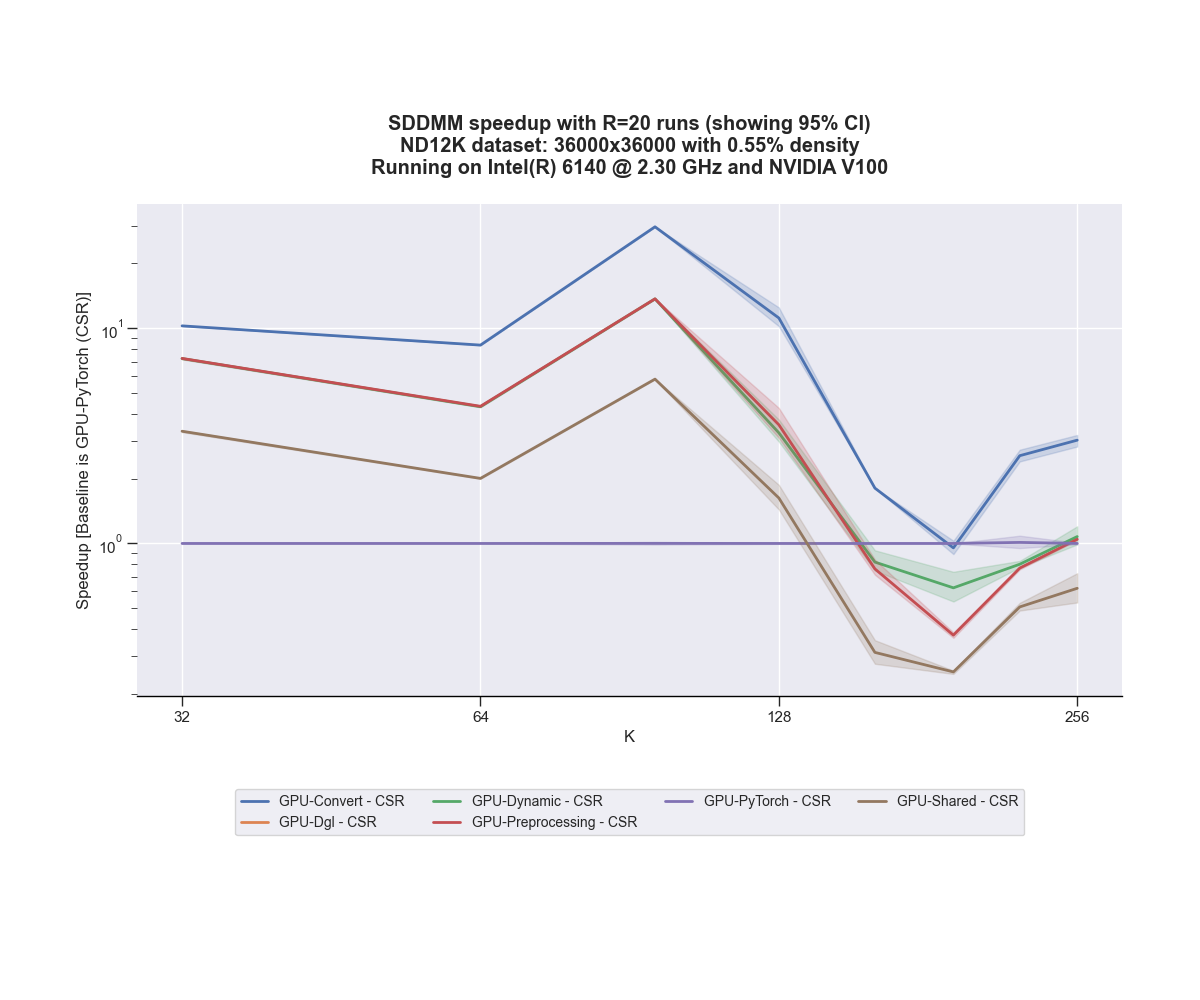 SDDMM speedup with R=20 runs (showing 95% CI)
ND12K dataset: 36000x36000 with 0.55% density
Running on Intel(R) 6140 @ 2.30 GHz and NVIDIA V100
Speedup [Baseline is GPU-PyTorch (CSR)]
10^1
10^0
32 64 128 256
K
GPU-Convert - CSR GPU-Dynamic - CSR GPU-PyTorch - CSR GPU-Shared - CSR
GPU-Dgl - CSR GPU-Preprocessing - CSR